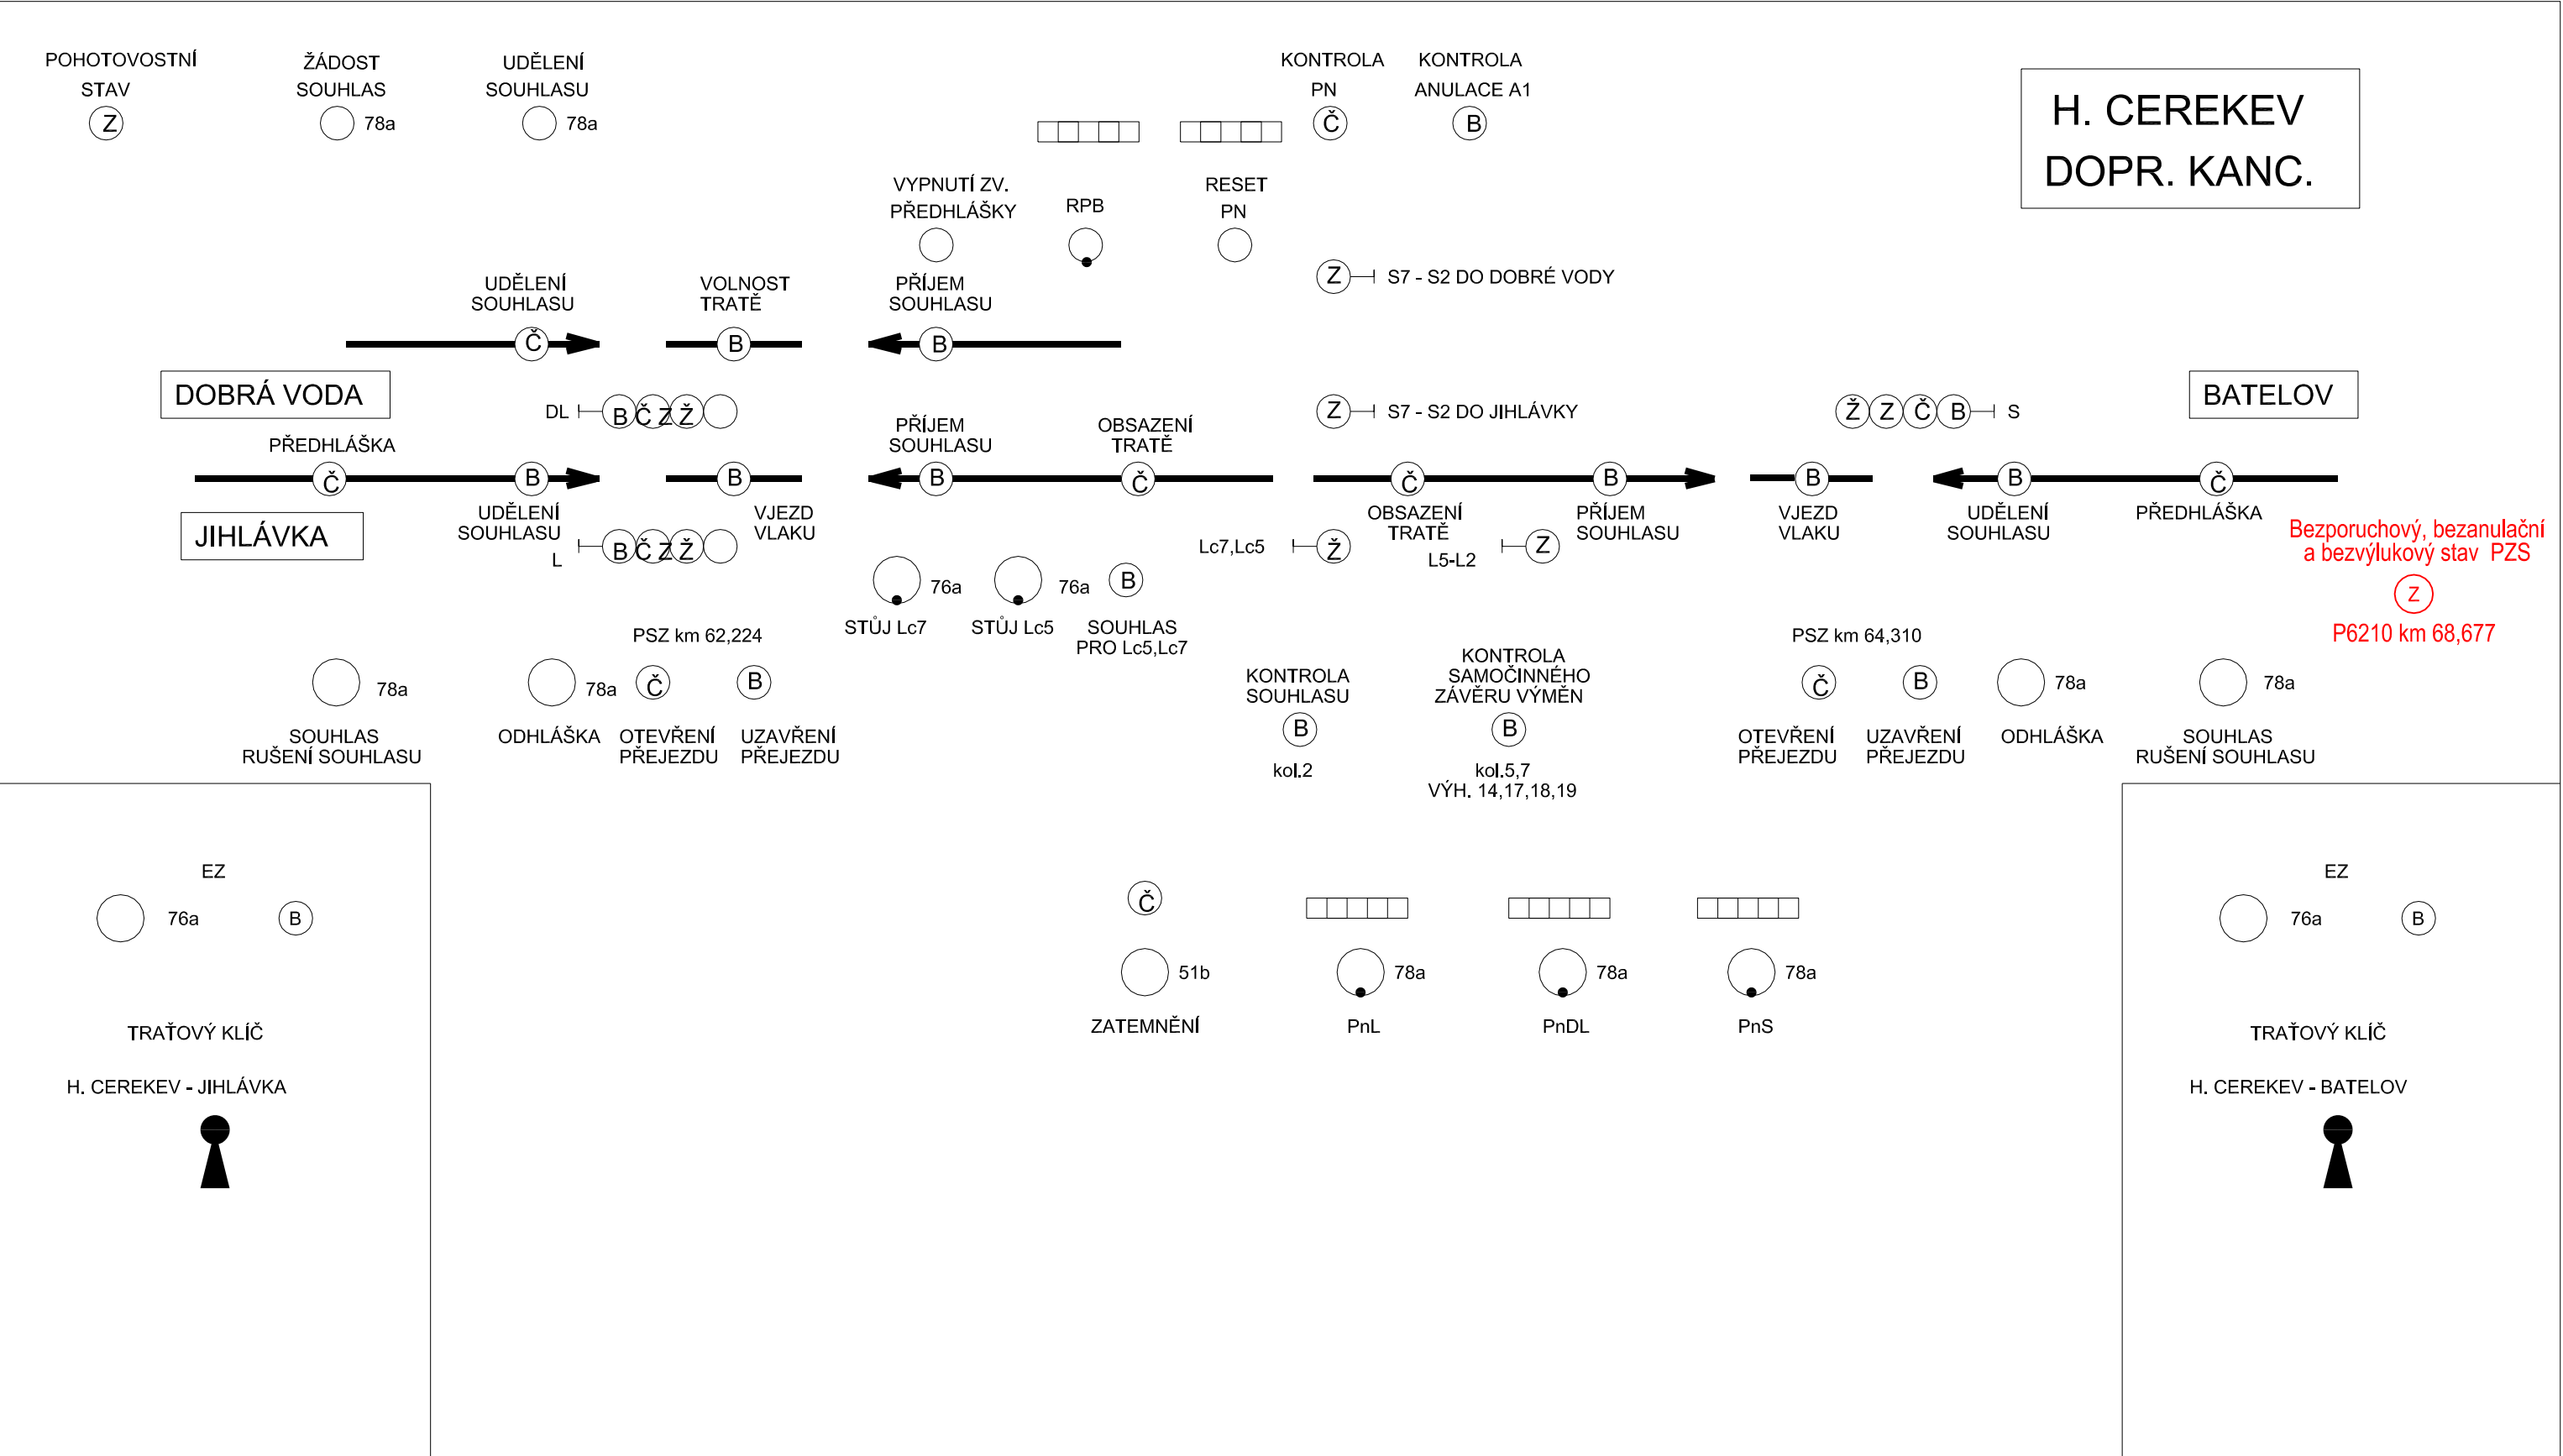 POHOTOVOSTNÍ
STAV
Z
ŽÁDOST
SOUHLAS
78a
UDĚLENÍ
SOUHLASU
78a
KONTROLA
PN
Č
KONTROLA
ANULACE A1
B
H. CEREKEV
DOPR. KANC.
VYPNUTÍ ZV.
PŘEDHLÁŠKY
RPB
RESET
PN
Z S7 - S2 DO DOBRÉ VODY
UDĚLENÍ
SOUHLASU
Č
VOLNOST
TRATĚ
B
PŘÍJEM
SOUHLASU
B
DOBRÁ VODA
DL B Č Z Ž
Z S7 - S2 DO JIHLÁVKY
Ž Z Č B S
BATELOV
PŘEDHLÁŠKA
Č
B
UDĚLENÍ
SOUHLASU
B
VJEZD
VLAKU
PŘÍJEM
SOUHLASU
B
OBSAZENÍ
TRATĚ
Č
Č
OBSAZENÍ
TRATĚ
B
PŘÍJEM
SOUHLASU
B
VJEZD
VLAKU
B
UDĚLENÍ
SOUHLASU
Č
PŘEDHLÁŠKA
JIHLÁVKA
L B Č Z Ž
Lc7,Lc5 Ž
L5-L2 Z
Bezporuchový, bezanulační
a bezvýlukový stav PZS
Z
P6210 km 68,677
76a
STŮJ Lc7
76a
STŮJ Lc5
B
SOUHLAS
PRO Lc5,Lc7
78a
SOUHLAS
RUŠENÍ SOUHLASU
78a
ODHLÁŠKA
PSZ km 62,224
Č
OTEVŘENÍ
PŘEJEZDU
B
UZAVŘENÍ
PŘEJEZDU
KONTROLA
SOUHLASU
B
kol.2
KONTROLA
SAMOČINNÉHO
ZÁVĚRU VÝMĚN
B
kol.5,7
VÝH. 14,17,18,19
PSZ km 64,310
Č
OTEVŘENÍ
PŘEJEZDU
B
UZAVŘENÍ
PŘEJEZDU
78a
ODHLÁŠKA
78a
SOUHLAS
RUŠENÍ SOUHLASU
EZ
76a B
TRAŤOVÝ KLÍČ
H. CEREKEV - JIHLÁVKA
Č
51b
ZATEMNĚNÍ
78a
PnL
78a
PnDL
78a
PnS
EZ
76a B
TRAŤOVÝ KLÍČ
H. CEREKEV - BATELOV